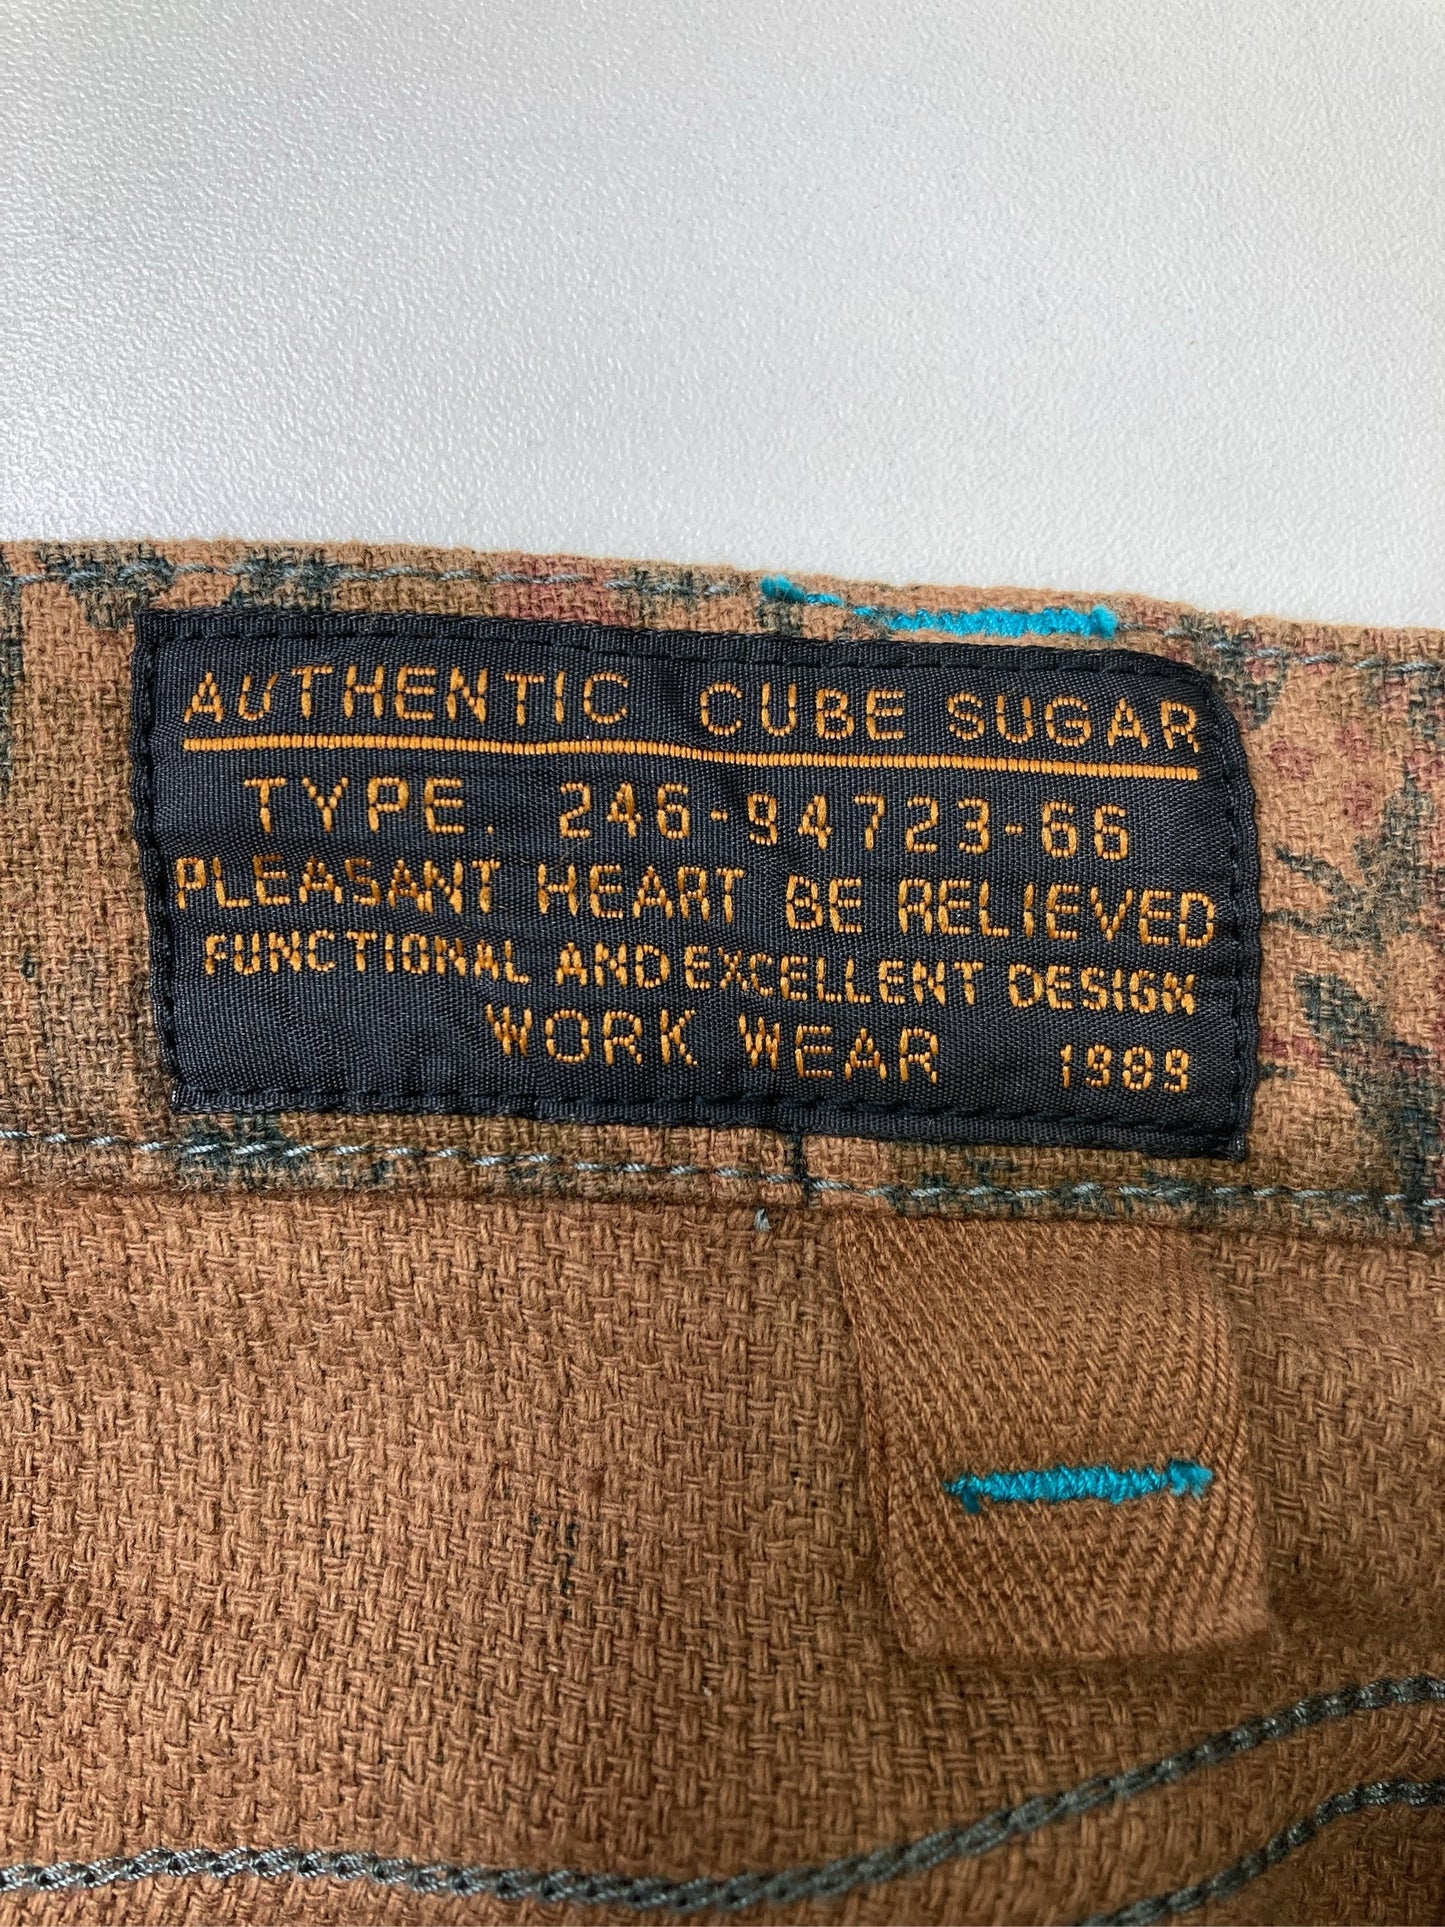 AUTHENTIC CUBE SUGAR
TYPE. 246-94723-66
PLEASANT HEART BE RELIEVED
FUNCTIONAL AND EXCELLENT DESIGN
WORK WEAR 1989